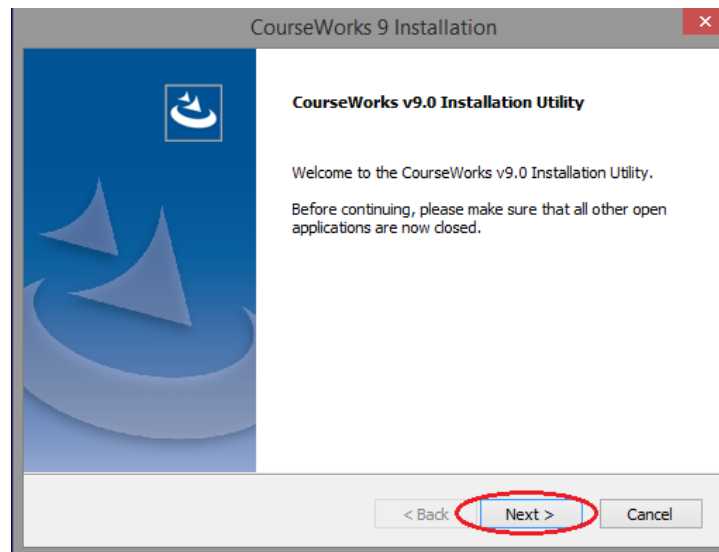 CourseWorks 9 Installation
CourseWorks v9.0 Installation Utility
Welcome to the CourseWorks v9.0 Installation Utility.
Before continuing, please make sure that all other open
applications are now closed.
< Back Next > Cancel